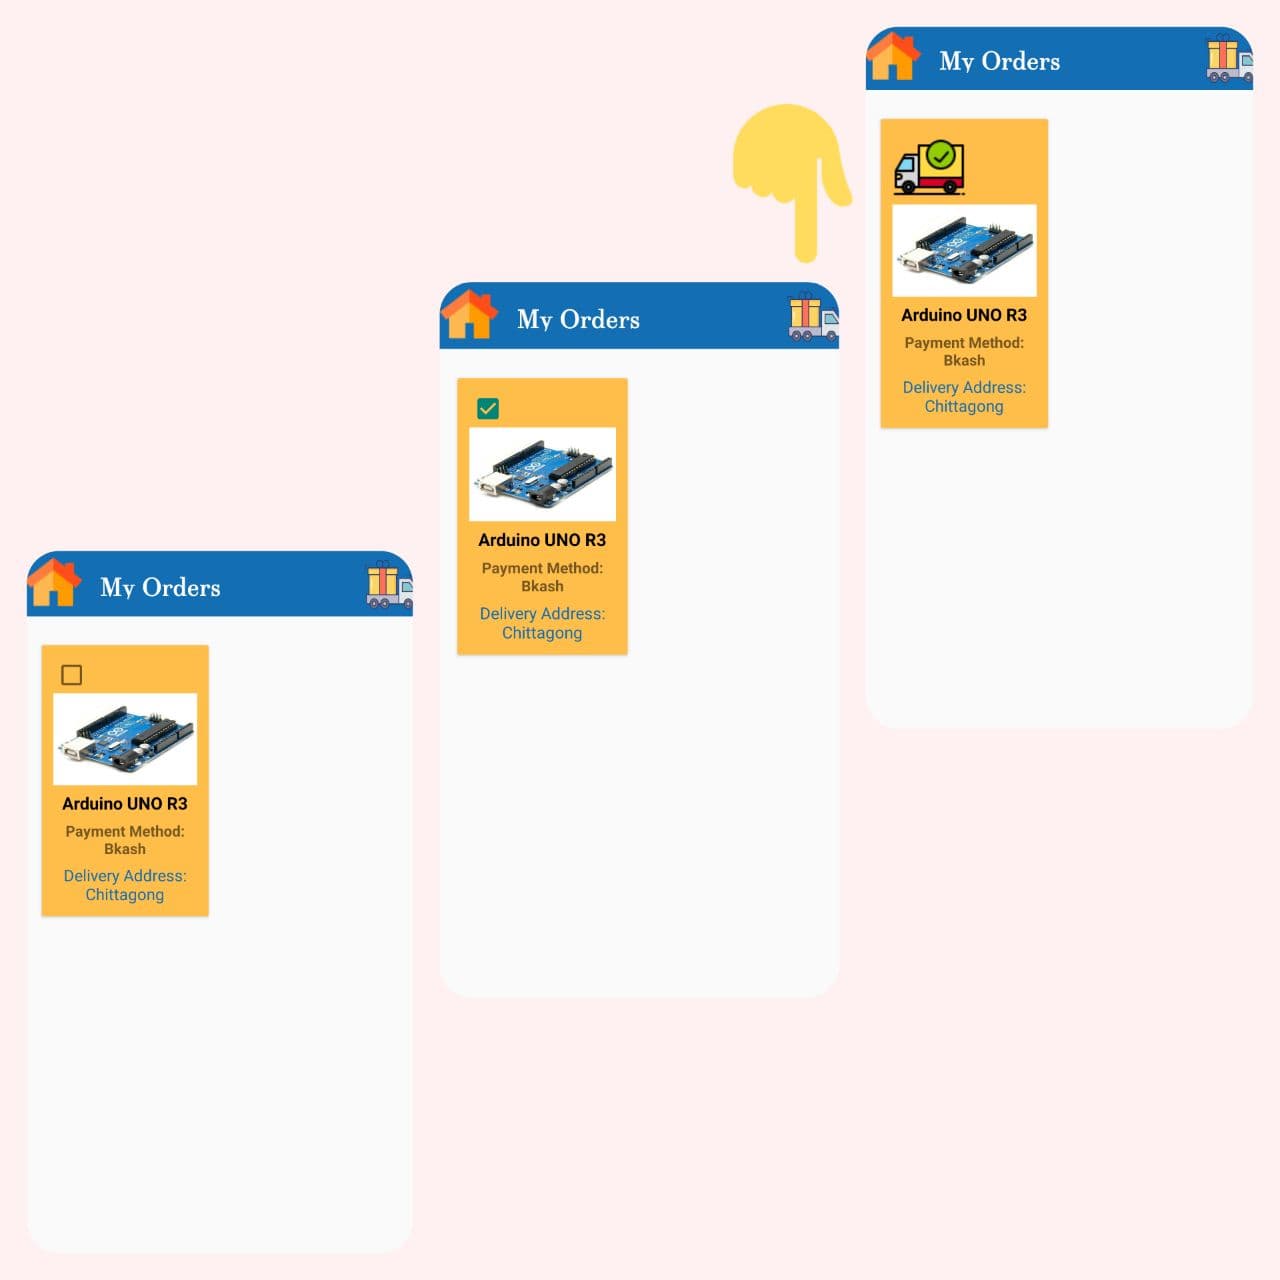 My Orders
Arduino UNO R3
Payment Method:
Bkash
Delivery Address:
Chittagong
My Orders
Arduino UNO R3
Payment Method:
Bkash
Delivery Address:
Chittagong
My Orders
Arduino UNO R3
Payment Method:
Bkash
Delivery Address:
Chittagong